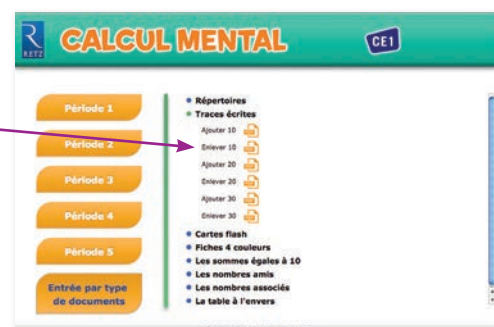 RETZ
CALCUL MENTAL
CE1
Période 1
Période 2
Période 3
Période 4
Période 5
Entrée par type
de documents
Répertoires
Traces écrites
Ajouter 10
Enlever 10
Ajouter 20
Enlever 20
Ajouter 30
Enlever 30
Cartes flash
Fiches 4 couleurs
Les sommes égales à 10
Les nombres amis
Les nombres associés
La table à l'envers